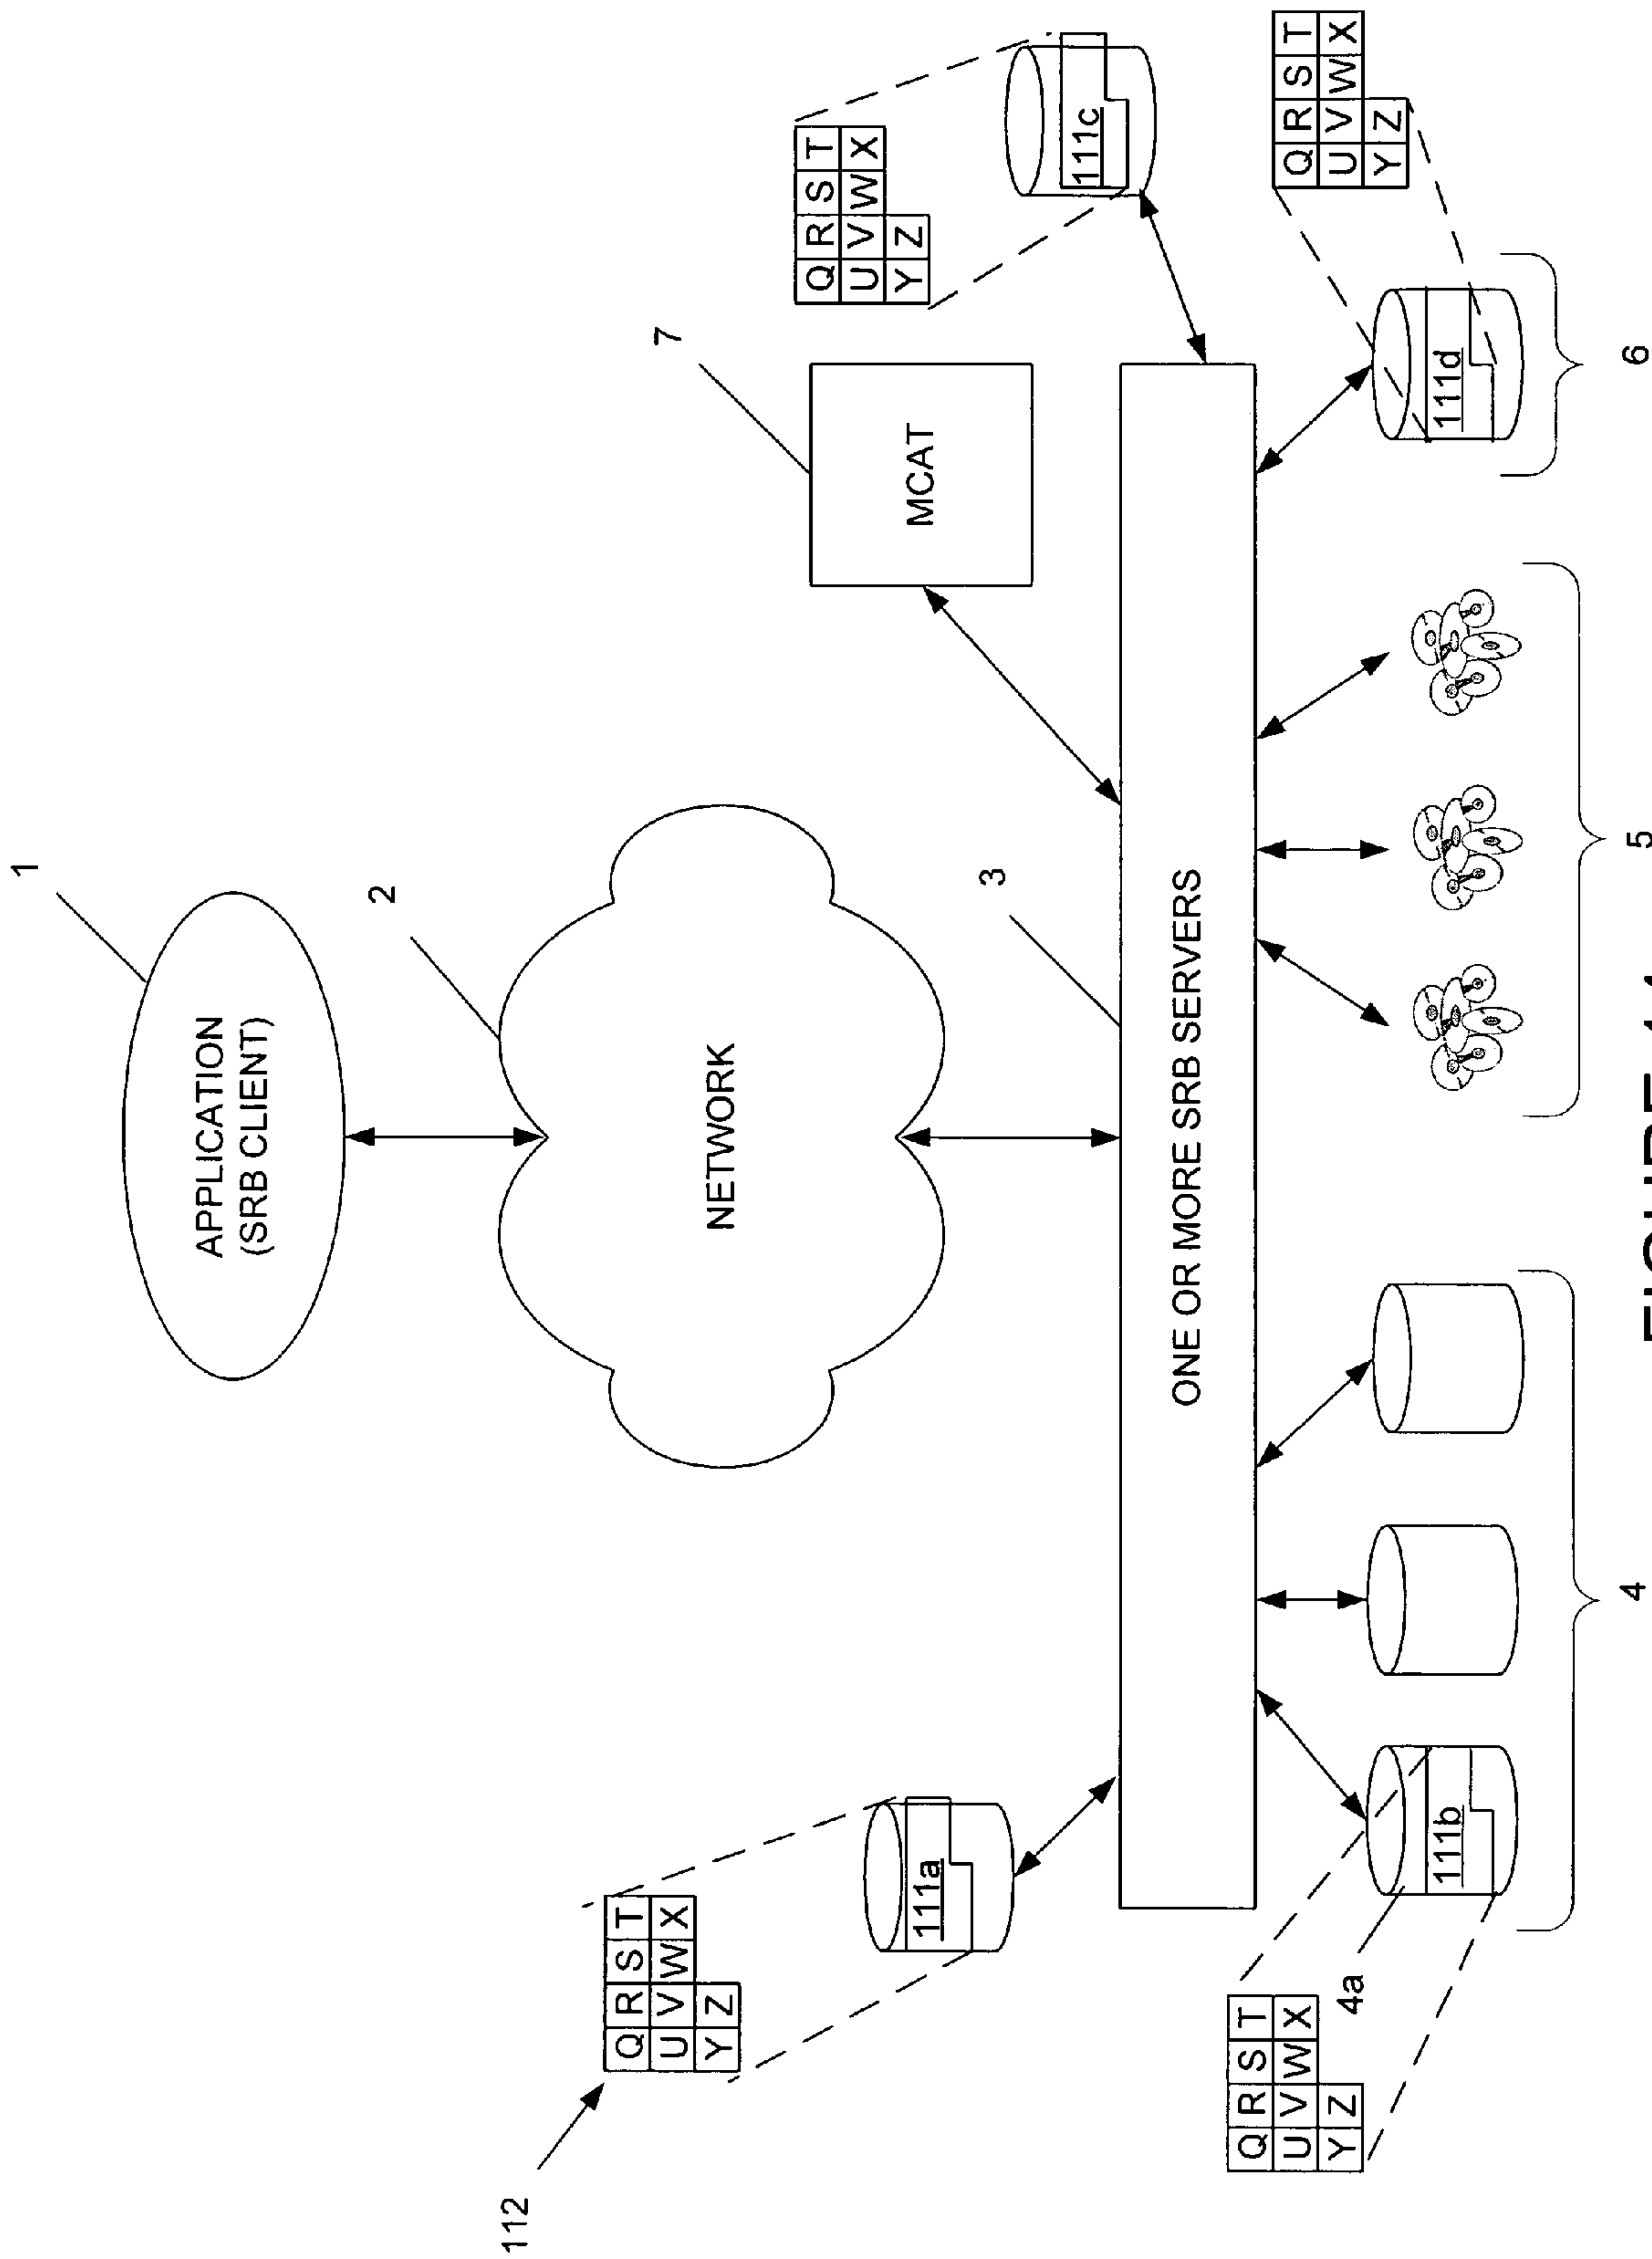 1
APPLICATION
(SRB CLIENT)
2
NETWORK
112
Q R S T
U V W X
Y Z
7
MCAT
Q R S T
U V W X
Y Z
111a
3
111c
ONE OR MORE SRB SERVERS
Q R S T
U V W X
Y Z
4a
111b
111d
Q R S T
U V W X
Y Z
4
5
6
FIGURE